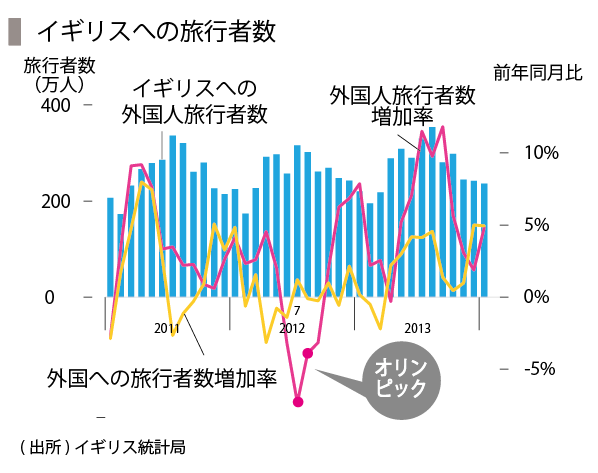 イギリスへの旅行者数
旅行者数
（万人）
前年同月比
400
200
0
イギリスへの
外国人旅行者数
外国人旅行者数
増加率
10%
5%
0%
-5%
7
2011
2012
2013
外国への旅行者数増加率
オリン
ピック
( 出所 ) イギリス統計局